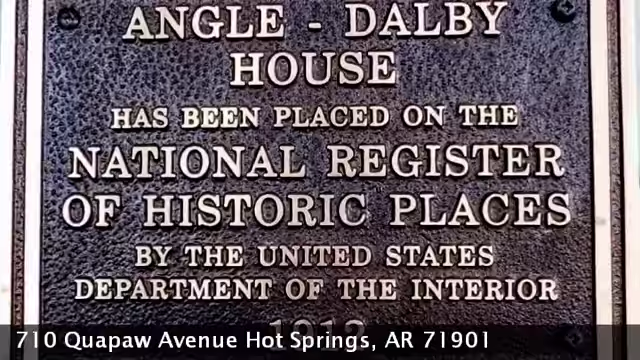 ANGLE - DALBY
HOUSE
HAS BEEN PLACED ON THE
NATIONAL REGISTER
OF HISTORIC PLACES
BY THE UNITED STATES
DEPARTMENT OF THE INTERIOR
710 Quapaw Avenue Hot Springs, AR 71901